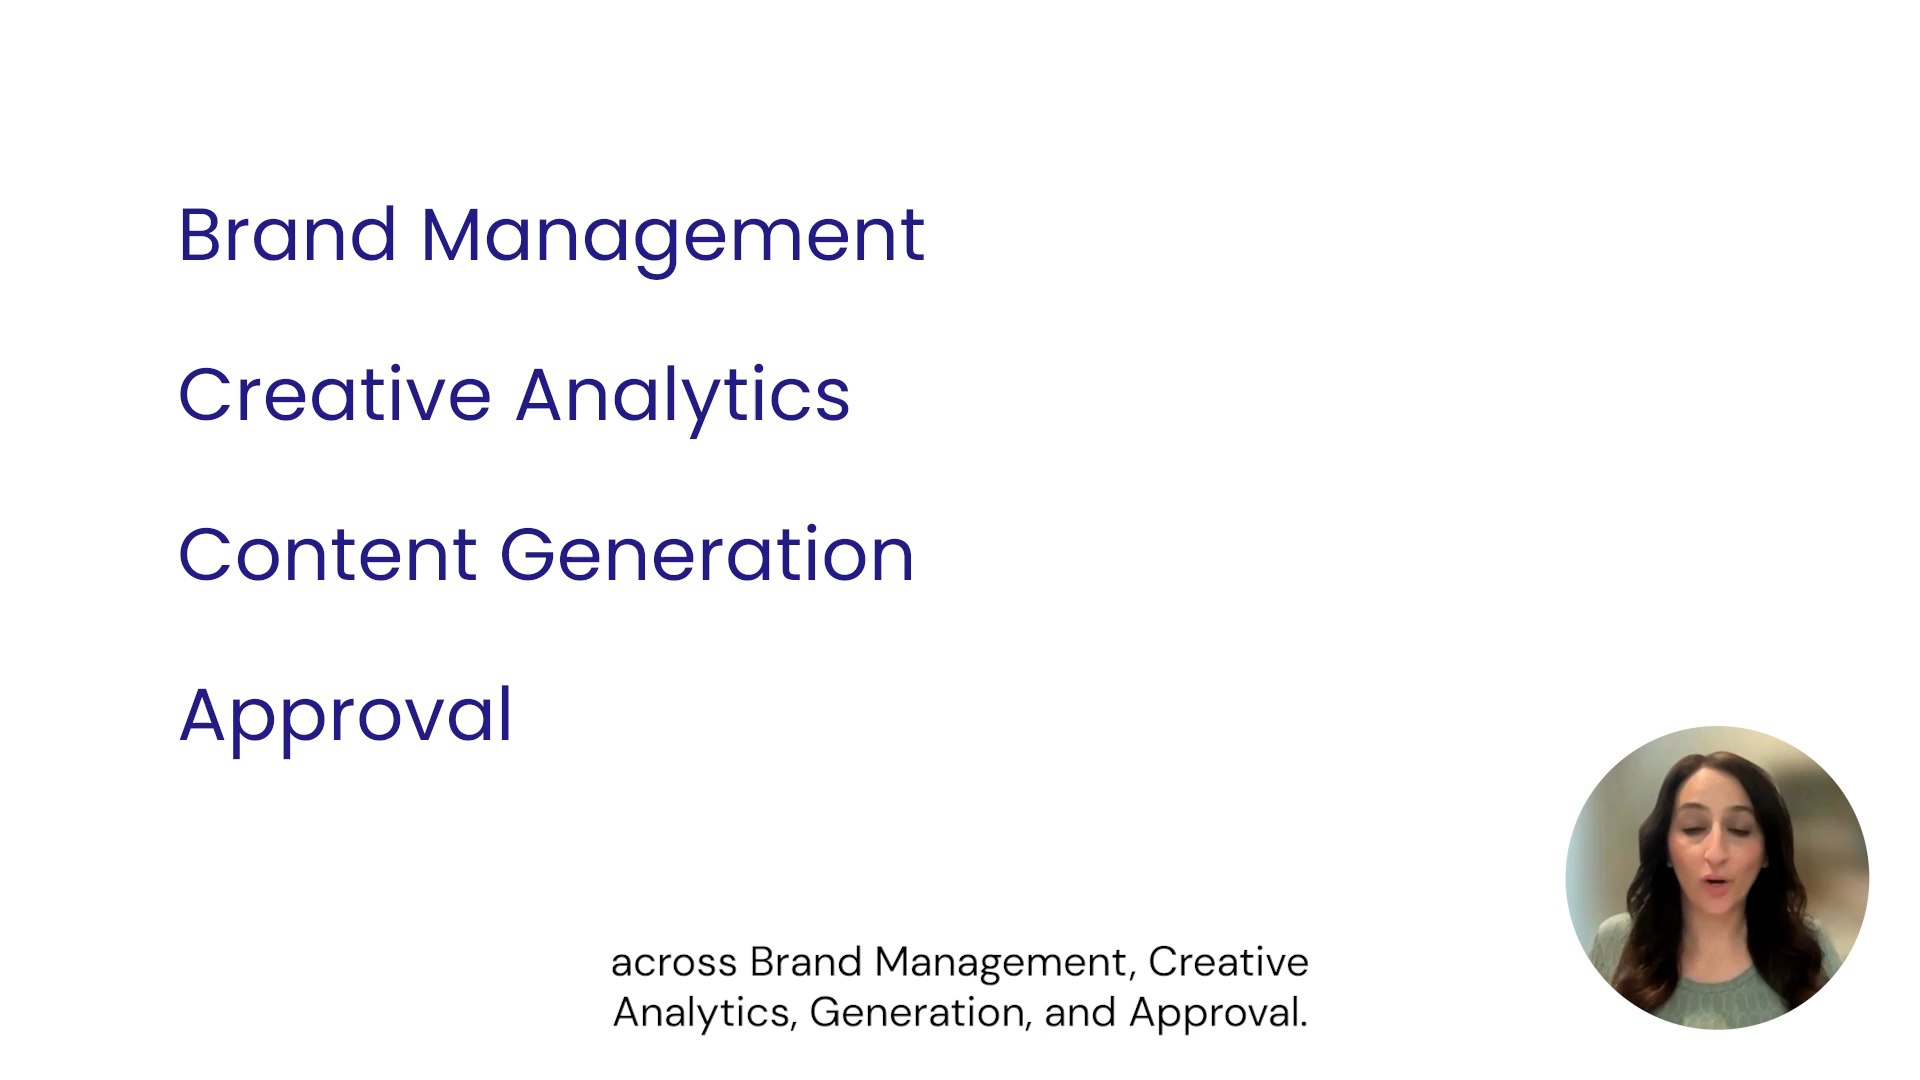 Brand Management
Creative Analytics
Content Generation
Approval
across Brand Management, Creative
Analytics, Generation, and Approval.